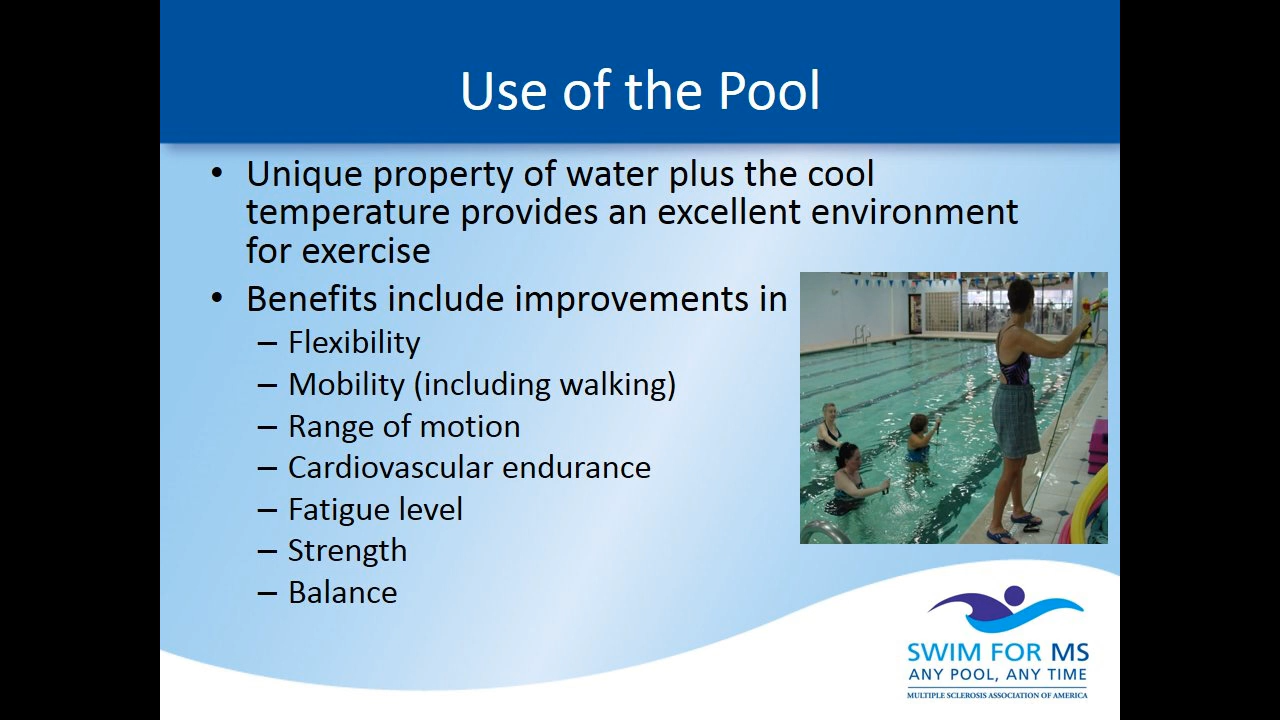 Use of the Pool
• Unique property of water plus the cool
temperature provides an excellent environment
for exercise
• Benefits include improvements in
– Flexibility
– Mobility (including walking)
– Range of motion
– Cardiovascular endurance
– Fatigue level
– Strength
– Balance
SWIM FOR MS
ANY POOL, ANY TIME
MULTIPLE SCLEROSIS ASSOCIATION OF AMERICA